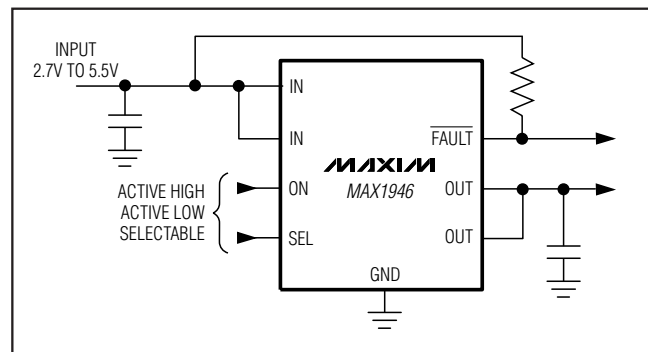 INPUT
2.7V TO 5.5V
IN
IN
FAULT
MAXIM
MAX1946
ACTIVE HIGH
ACTIVE LOW
SELECTABLE
ON
SEL
OUT
OUT
GND